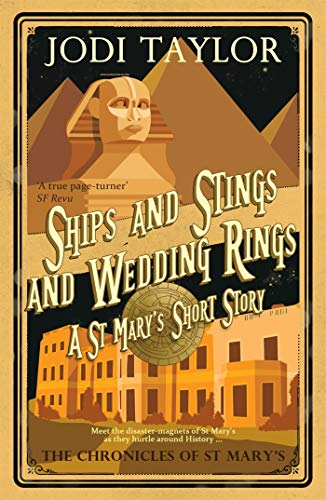 JODI TAYLOR
'A true page-turner'
SF Revu
SHIPS AND STINGS
AND WEDDING RINGS
A ST MARY'S SHORT STORY
Meet the disaster-magnets of St Mary's
as they hurtle around History ...
THE CHRONICLES OF ST MARY'S